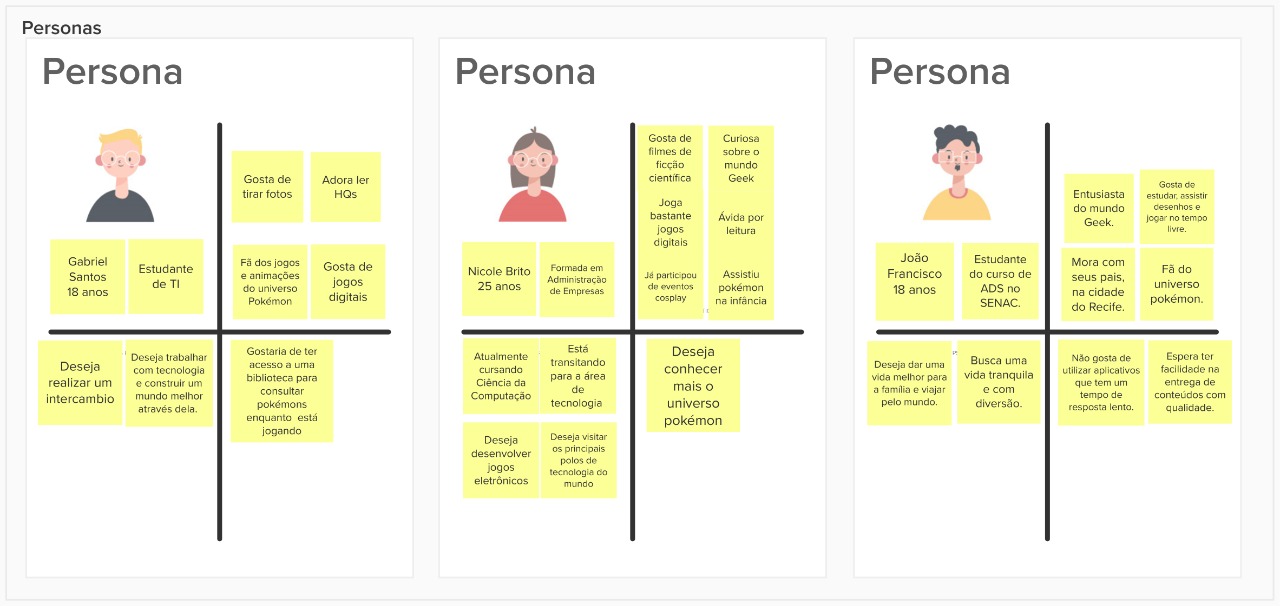 Personas
Persona
Gabriel
Santos
18 anos
Estudante
de TI
Gosta de
tirar fotos
Adora ler
HQs
Fã dos jogos
e animações
do universo
Pokémon
Gosta de
jogos
digitais
Deseja
realizar um
intercambio
Deseja trabalhar
com tecnologia
e construir um
mundo melhor
através dela.
Gostaria de ter
acesso a uma
biblioteca para
consultar
pokémons
enquanto está
jogando
Persona
Nicole Brito
25 anos
Formada em
Administração
de Empresas
Gosta de
filmes de
ficção
científica
Curiosa
sobre o
mundo
Geek
Joga
bastante
jogos
digitais
Ávida por
leitura
Já participou
de eventos
cosplay
Assistiu
pokémon
na infância
Atualmente
cursando
Ciência da
Computação
Está
transitando
para a área
de
tecnologia
Deseja
desenvolver
jogos
eletrônicos
Deseja visitar
os principais
polos de
tecnologia do
mundo
Deseja
conhecer
mais o
universo
pokémon
Persona
João
Francisco
18 anos
Estudante
do curso de
ADS no
SENAC.
Entusiasta
do mundo
Geek.
Gosta de
estudar, assistir
desenhos e
jogar no tempo
livre.
Mora com
seus pais,
na cidade
do Recife.
Fã do
universo
pokémon.
Deseja dar uma
vida melhor para
a família e viajar
pelo mundo.
Busca uma
vida tranquila
e com
diversão.
Não gosta de
utilizar aplicativos
que tem um
tempo de
resposta lento.
Espera ter
facilidade na
entrega de
conteúdos com
qualidade.